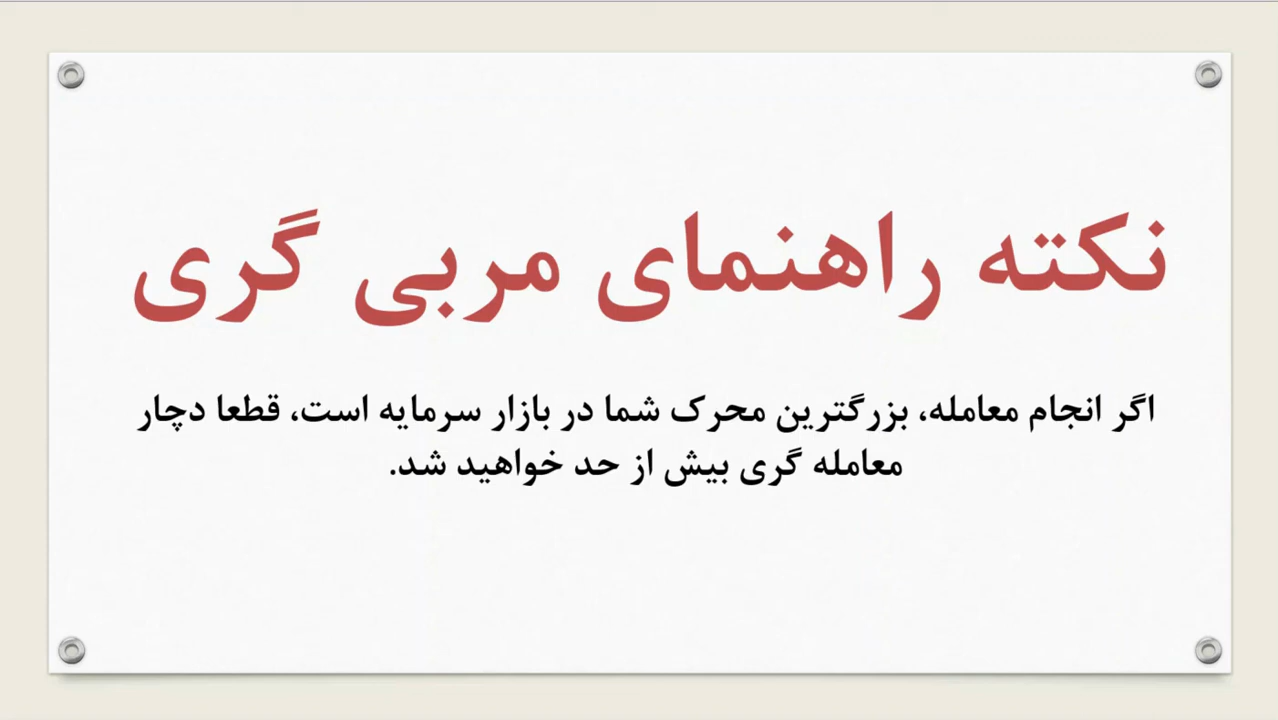 نکته راهنمای مربی گری
اگر انجام معامله، بزرگترین محرک شما در بازار سرمایه است، قطعا دچار
معامله گری بیش از حد خواهید شد.